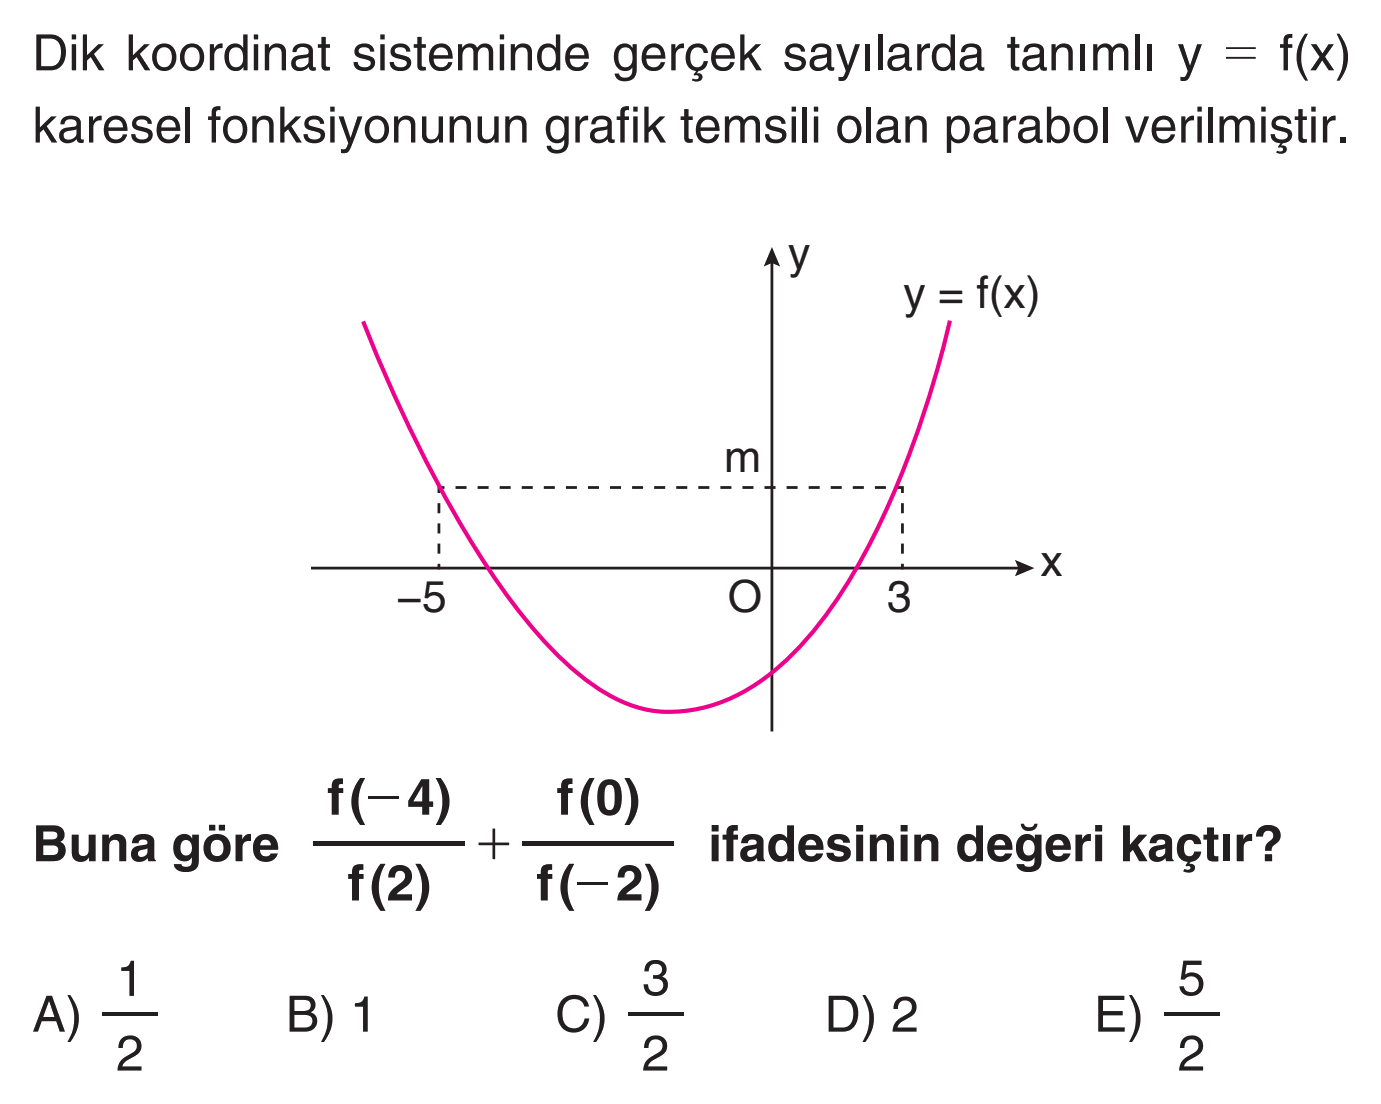 Dik koordinat sisteminde gerçek sayılarda tanımlı y = f(x)
karesel fonksiyonunun grafik temsili olan parabol verilmiştir.
y
y = f(x)
m
x
–5
O
3
Buna göre f(−4)/f(2) + f(0)/f(−2) ifadesinin değeri kaçtır?
A) 1/2 B) 1 C) 3/2 D) 2 E) 5/2